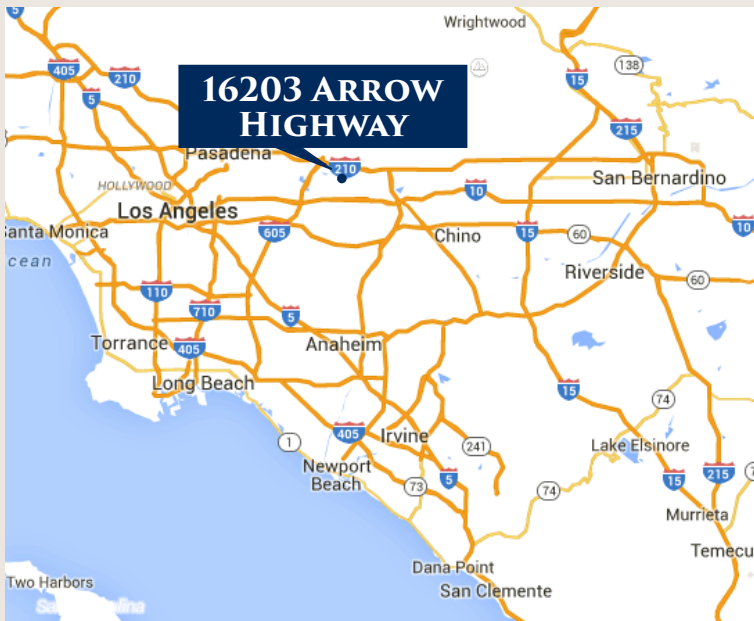 5
Wrightwood
405
210
5
15
138
16203 ARROW
HIGHWAY
215
Pasadena
210
HOLLYWOOD
San Bernardino
10
Los Angeles
Santa Monica
605
Chino
15
60
10
cean
Riverside
60
110
710
5
Torrance
405
Anaheim
Long Beach
15
74
1
405
Irvine
241
Lake Elsinore
Newport
Beach
73
5
74
15
215
Murrieta
Temecu
Dana Point
Two Harbors
San Clemente